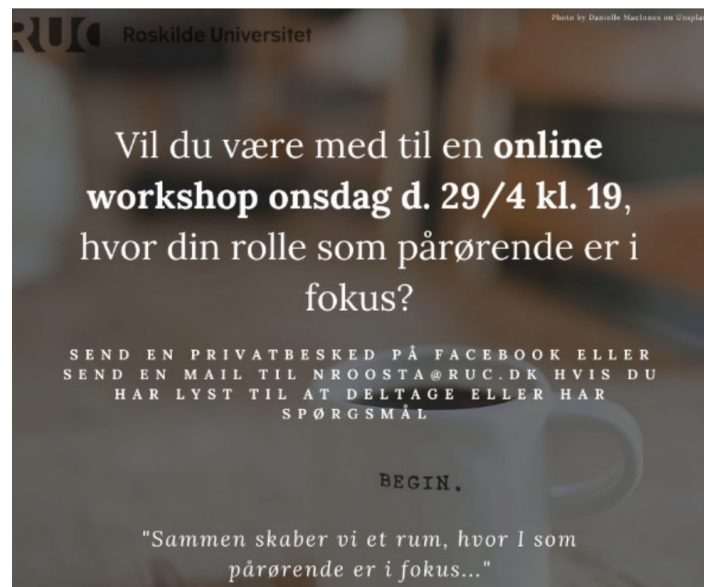 Photo by Danielle MacInnes on Unsplas
RUC Roskilde Universitet
Vil du være med til en online
workshop onsdag d. 29/4 kl. 19,
hvor din rolle som pårørende er i
fokus?
SEND EN PRIVATBESKED PÅ FACEBOOK ELLER
SEND EN MAIL TIL NROOSTA@RUC.DK HVIS DU
HAR LYST TIL AT DELTAGE ELLER HAR
SPØRGSMÅL
BEGIN.
"Sammen skaber vi et rum, hvor I som
pårørende er i fokus..."